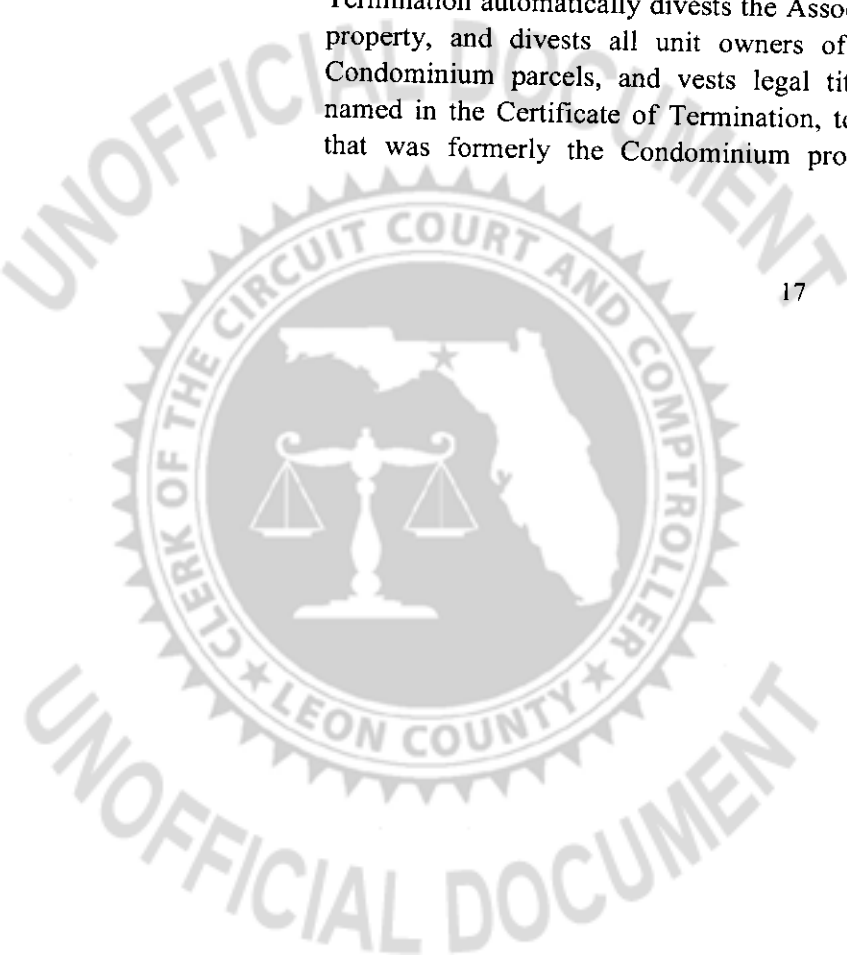 Termination automatically divests the Asso
property, and divests all unit owners of
Condominium parcels, and vests legal tit
named in the Certificate of Termination, t
that was formerly the Condominium pro
17
UNOFFICIAL DOCUMENT
CLERK OF THE CIRCUIT COURT AND COMPTROLLER
★ LEON COUNTY ★
UNOFFICIAL DOCUMENT